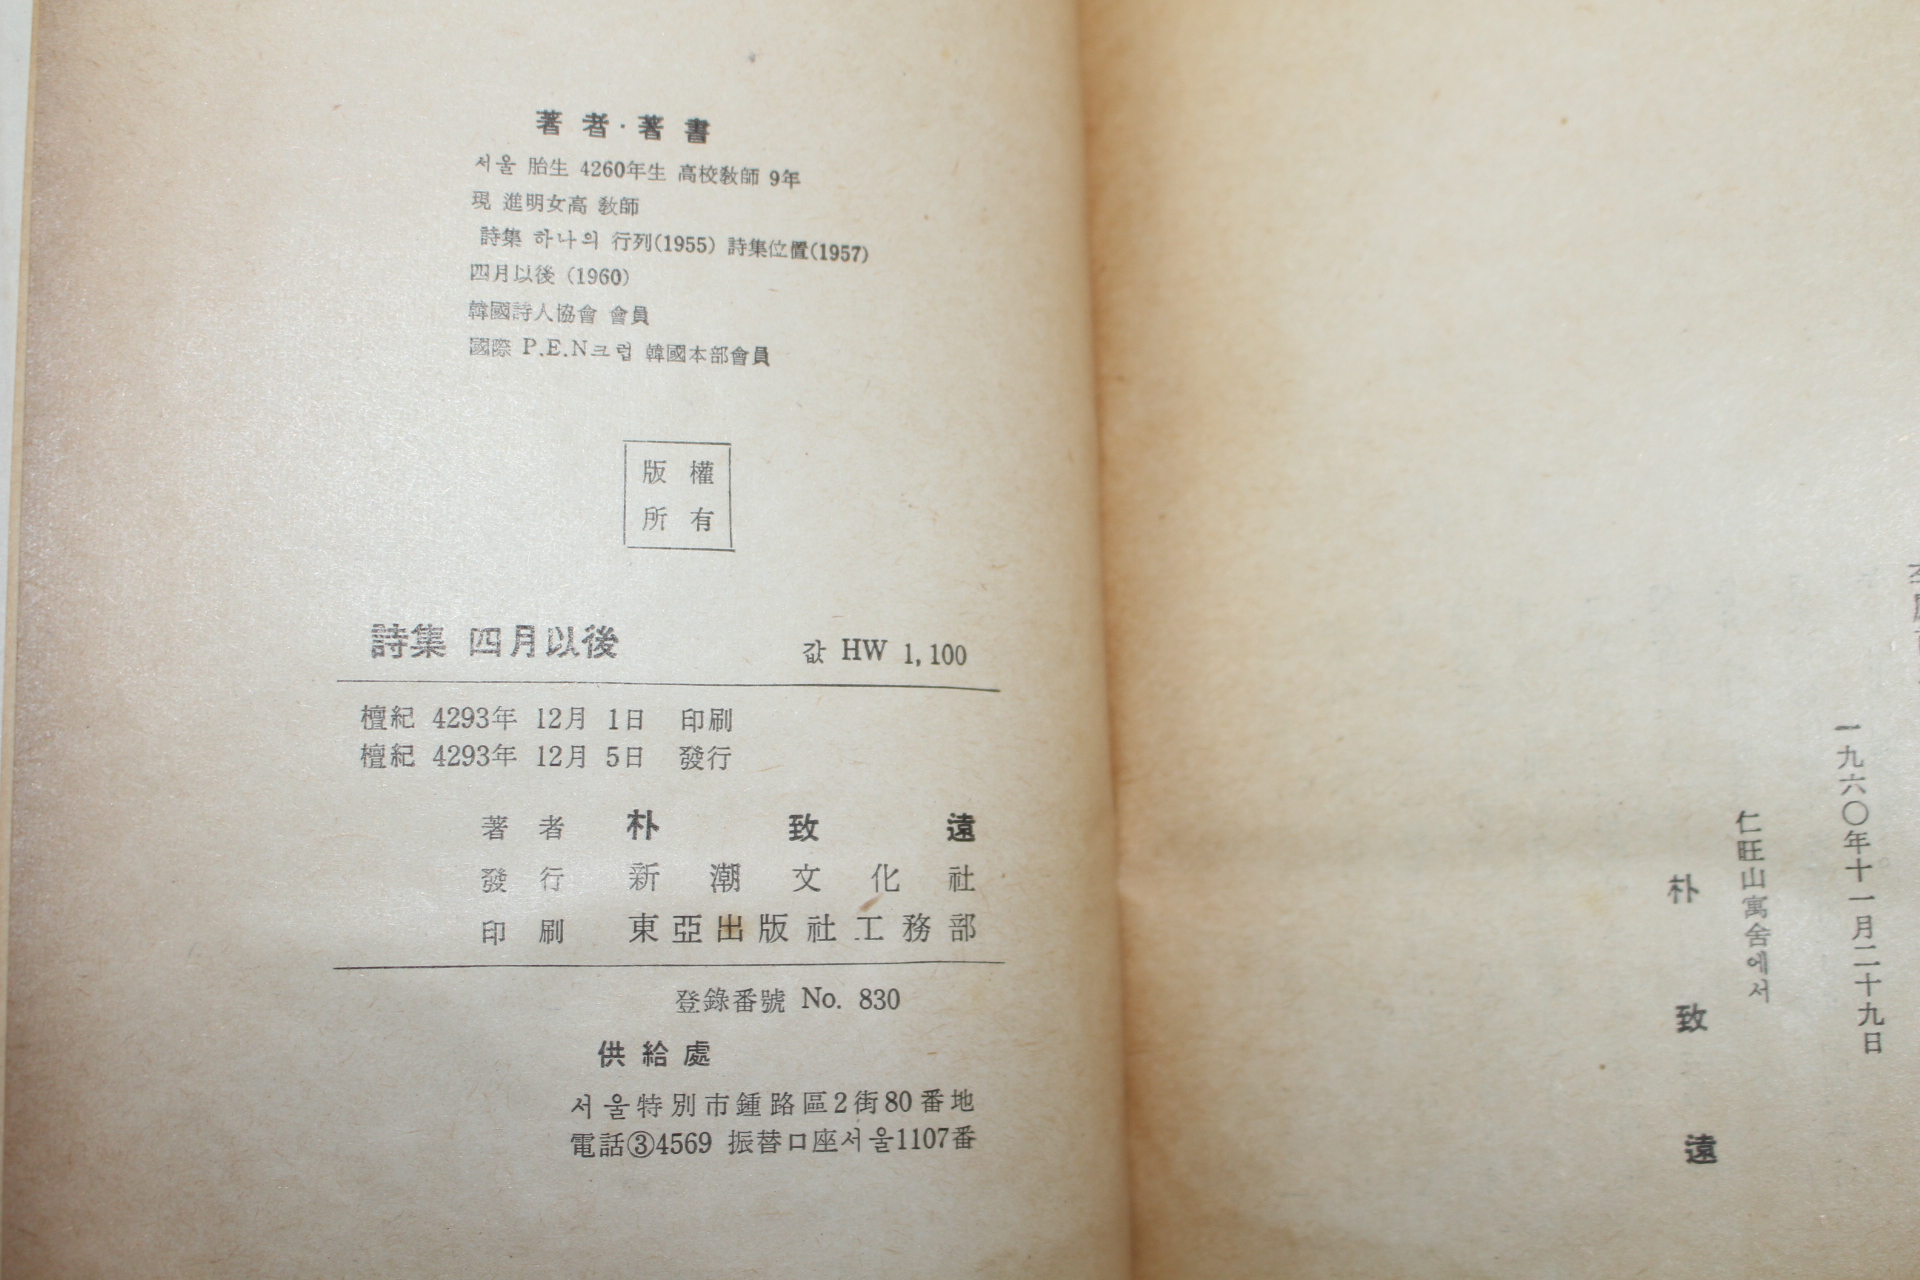 著者·著書
서울 胎生 4260年生 高校敎師 9年
現 進明女高 敎師
詩集 하나의 行列(1955) 詩集位置(1957)
四月以後 (1960)
韓國詩人協會 會員
國際 P.E.N크럽 韓國本部會員
版權
所有
詩集 四月以後 값 HW 1,100
檀紀 4293年 12月 1日 印刷
檀紀 4293年 12月 5日 發行
著者 朴致遠
發行 新潮文化社
印刷 東亞出版社工務部
登錄番號 No. 830
供給處
서울特別市鍾路區2街80番地
電話③4569 振替口座서울1107番
一九六〇年十一月二十九日
仁旺山寓舍에서
朴致遠